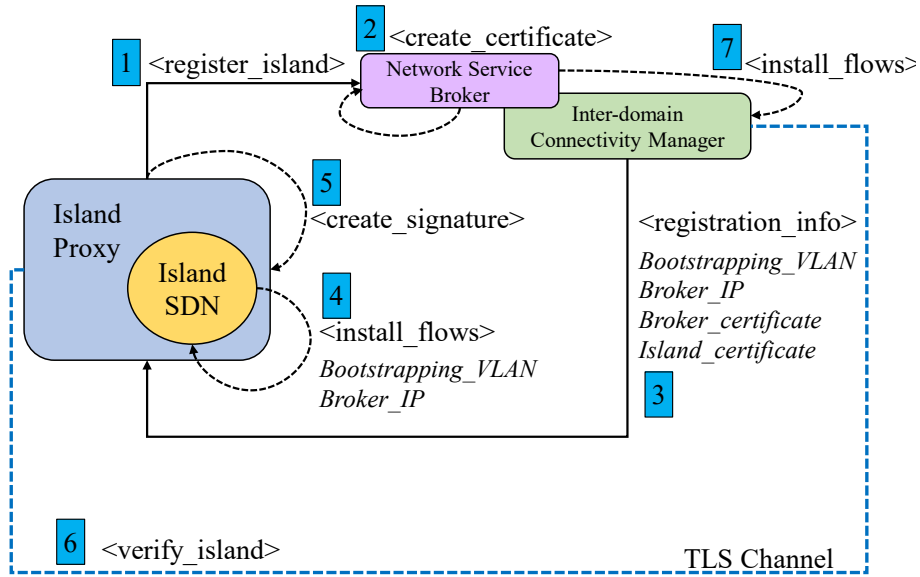 1
<register_island>
2
<create_certificate>
7
<install_flows>
Network Service
Broker
Inter-domain
Connectivity Manager
Island
Proxy
5
<create_signature>
Island
SDN
4
<install_flows>
Bootstrapping_VLAN
Broker_IP
<registration_info>
Bootstrapping_VLAN
Broker_IP
Broker_certificate
Island_certificate
3
6
<verify_island>
TLS Channel